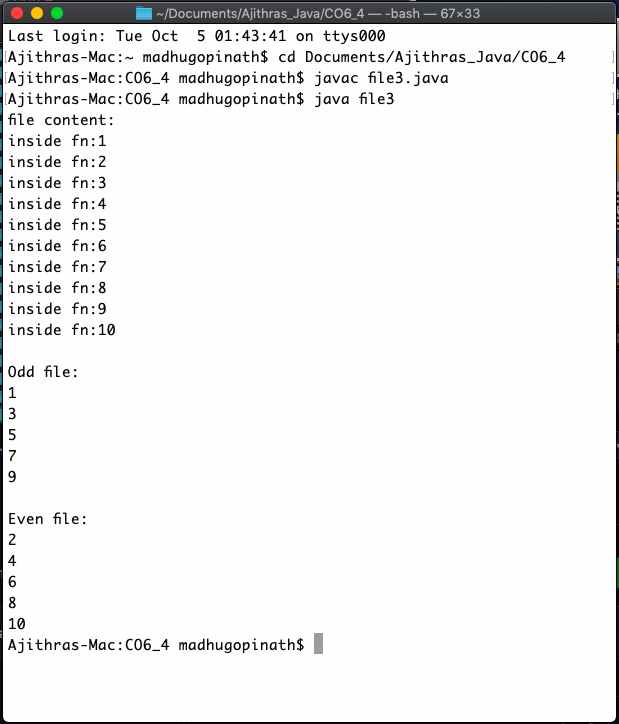 ~/Documents/Ajithras_Java/CO6_4 — -bash — 67×33
Last login: Tue Oct  5 01:43:41 on ttys000
[Ajithras-Mac:~ madhugopinath$ cd Documents/Ajithras_Java/CO6_4 ]
[Ajithras-Mac:CO6_4 madhugopinath$ javac file3.java ]
[Ajithras-Mac:CO6_4 madhugopinath$ java file3 ]
file content:
inside fn:1
inside fn:2
inside fn:3
inside fn:4
inside fn:5
inside fn:6
inside fn:7
inside fn:8
inside fn:9
inside fn:10
Odd file:
1
3
5
7
9
Even file:
2
4
6
8
10
Ajithras-Mac:CO6_4 madhugopinath$